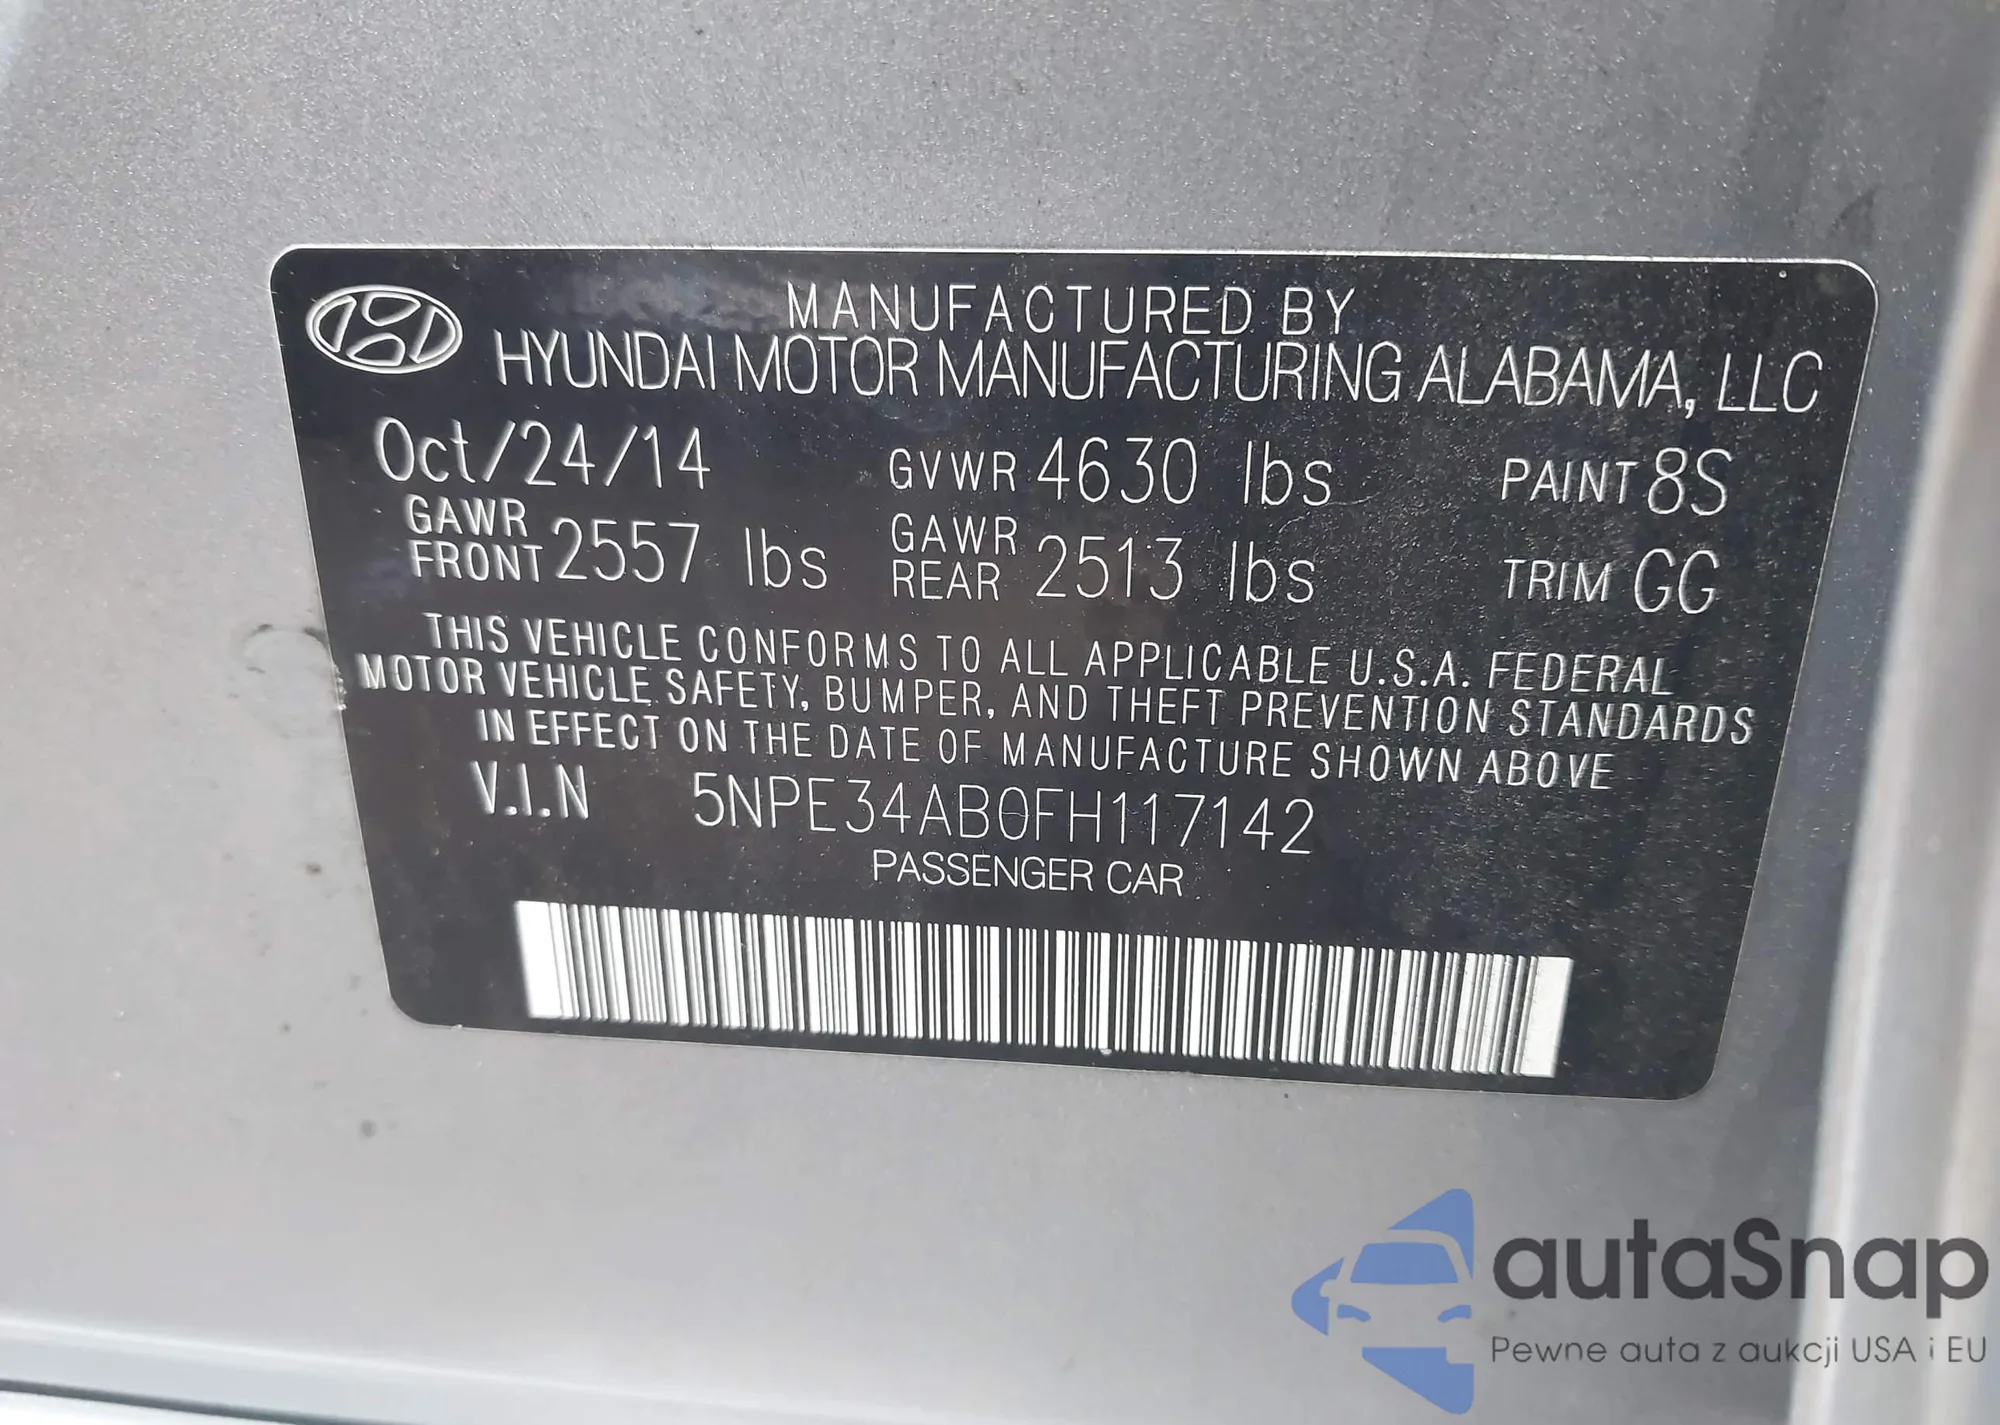 MANUFACTURED BY
HYUNDAI MOTOR MANUFACTURING ALABAMA, LLC
Oct/24/14 GVWR 4630 lbs PAINT 8S
GAWR FRONT 2557 lbs GAWR REAR 2513 lbs TRIM GG
THIS VEHICLE CONFORMS TO ALL APPLICABLE U.S.A. FEDERAL
MOTOR VEHICLE SAFETY, BUMPER, AND THEFT PREVENTION STANDARDS
IN EFFECT ON THE DATE OF MANUFACTURE SHOWN ABOVE
V.I.N 5NPE34AB0FH117142
PASSENGER CAR
autaSnap
Pewne auta z aukcji USA i EU